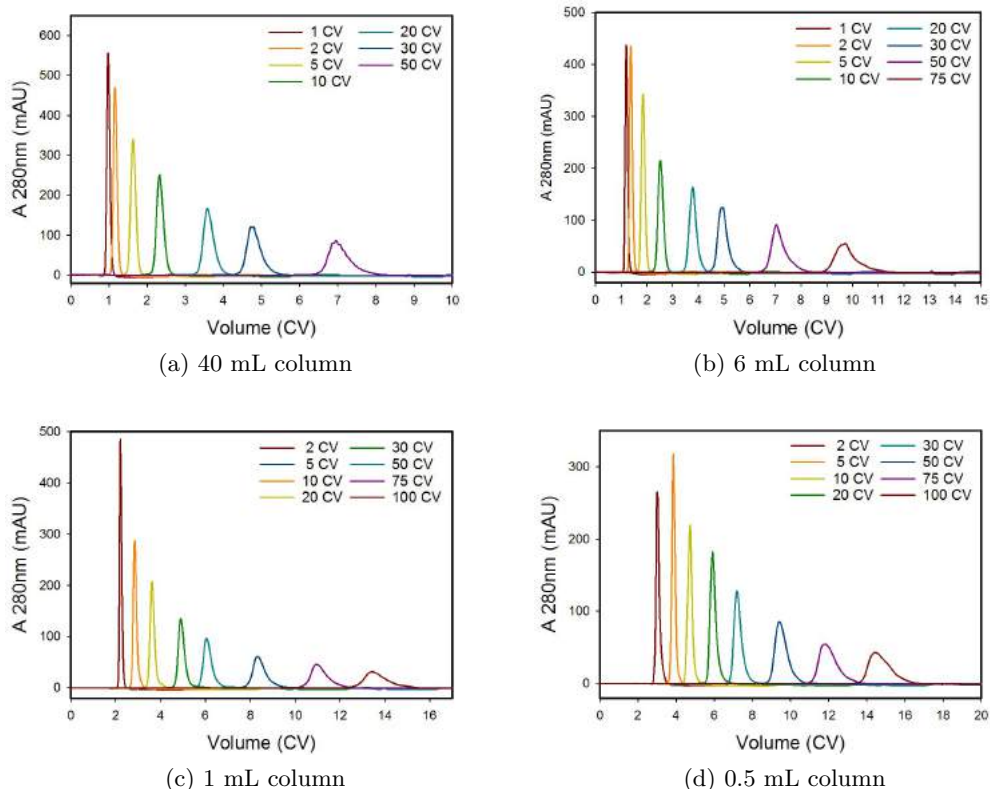 600
500
400
300
200
100
0
A 280nm (mAU)
1 CV 20 CV
2 CV 30 CV
5 CV 50 CV
10 CV
0 1 2 3 4 5 6 7 8 9 10
Volume (CV)
(a) 40 mL column
500
400
300
200
100
0
A 280nm (mAU)
1 CV 20 CV
2 CV 30 CV
5 CV 50 CV
10 CV 75 CV
0 1 2 3 4 5 6 7 8 9 10 11 12 13 14 15
Volume (CV)
(b) 6 mL column
500
400
300
200
100
0
A 280nm (mAU)
2 CV 30 CV
5 CV 50 CV
10 CV 75 CV
20 CV 100 CV
0 2 4 6 8 10 12 14 16
Volume (CV)
(c) 1 mL column
300
200
100
0
A 280nm (mAU)
2 CV 30 CV
5 CV 50 CV
10 CV 75 CV
20 CV 100 CV
0 2 3 4 6 8 10 12 14 16 18 20
Volume (CV)
(d) 0.5 mL column